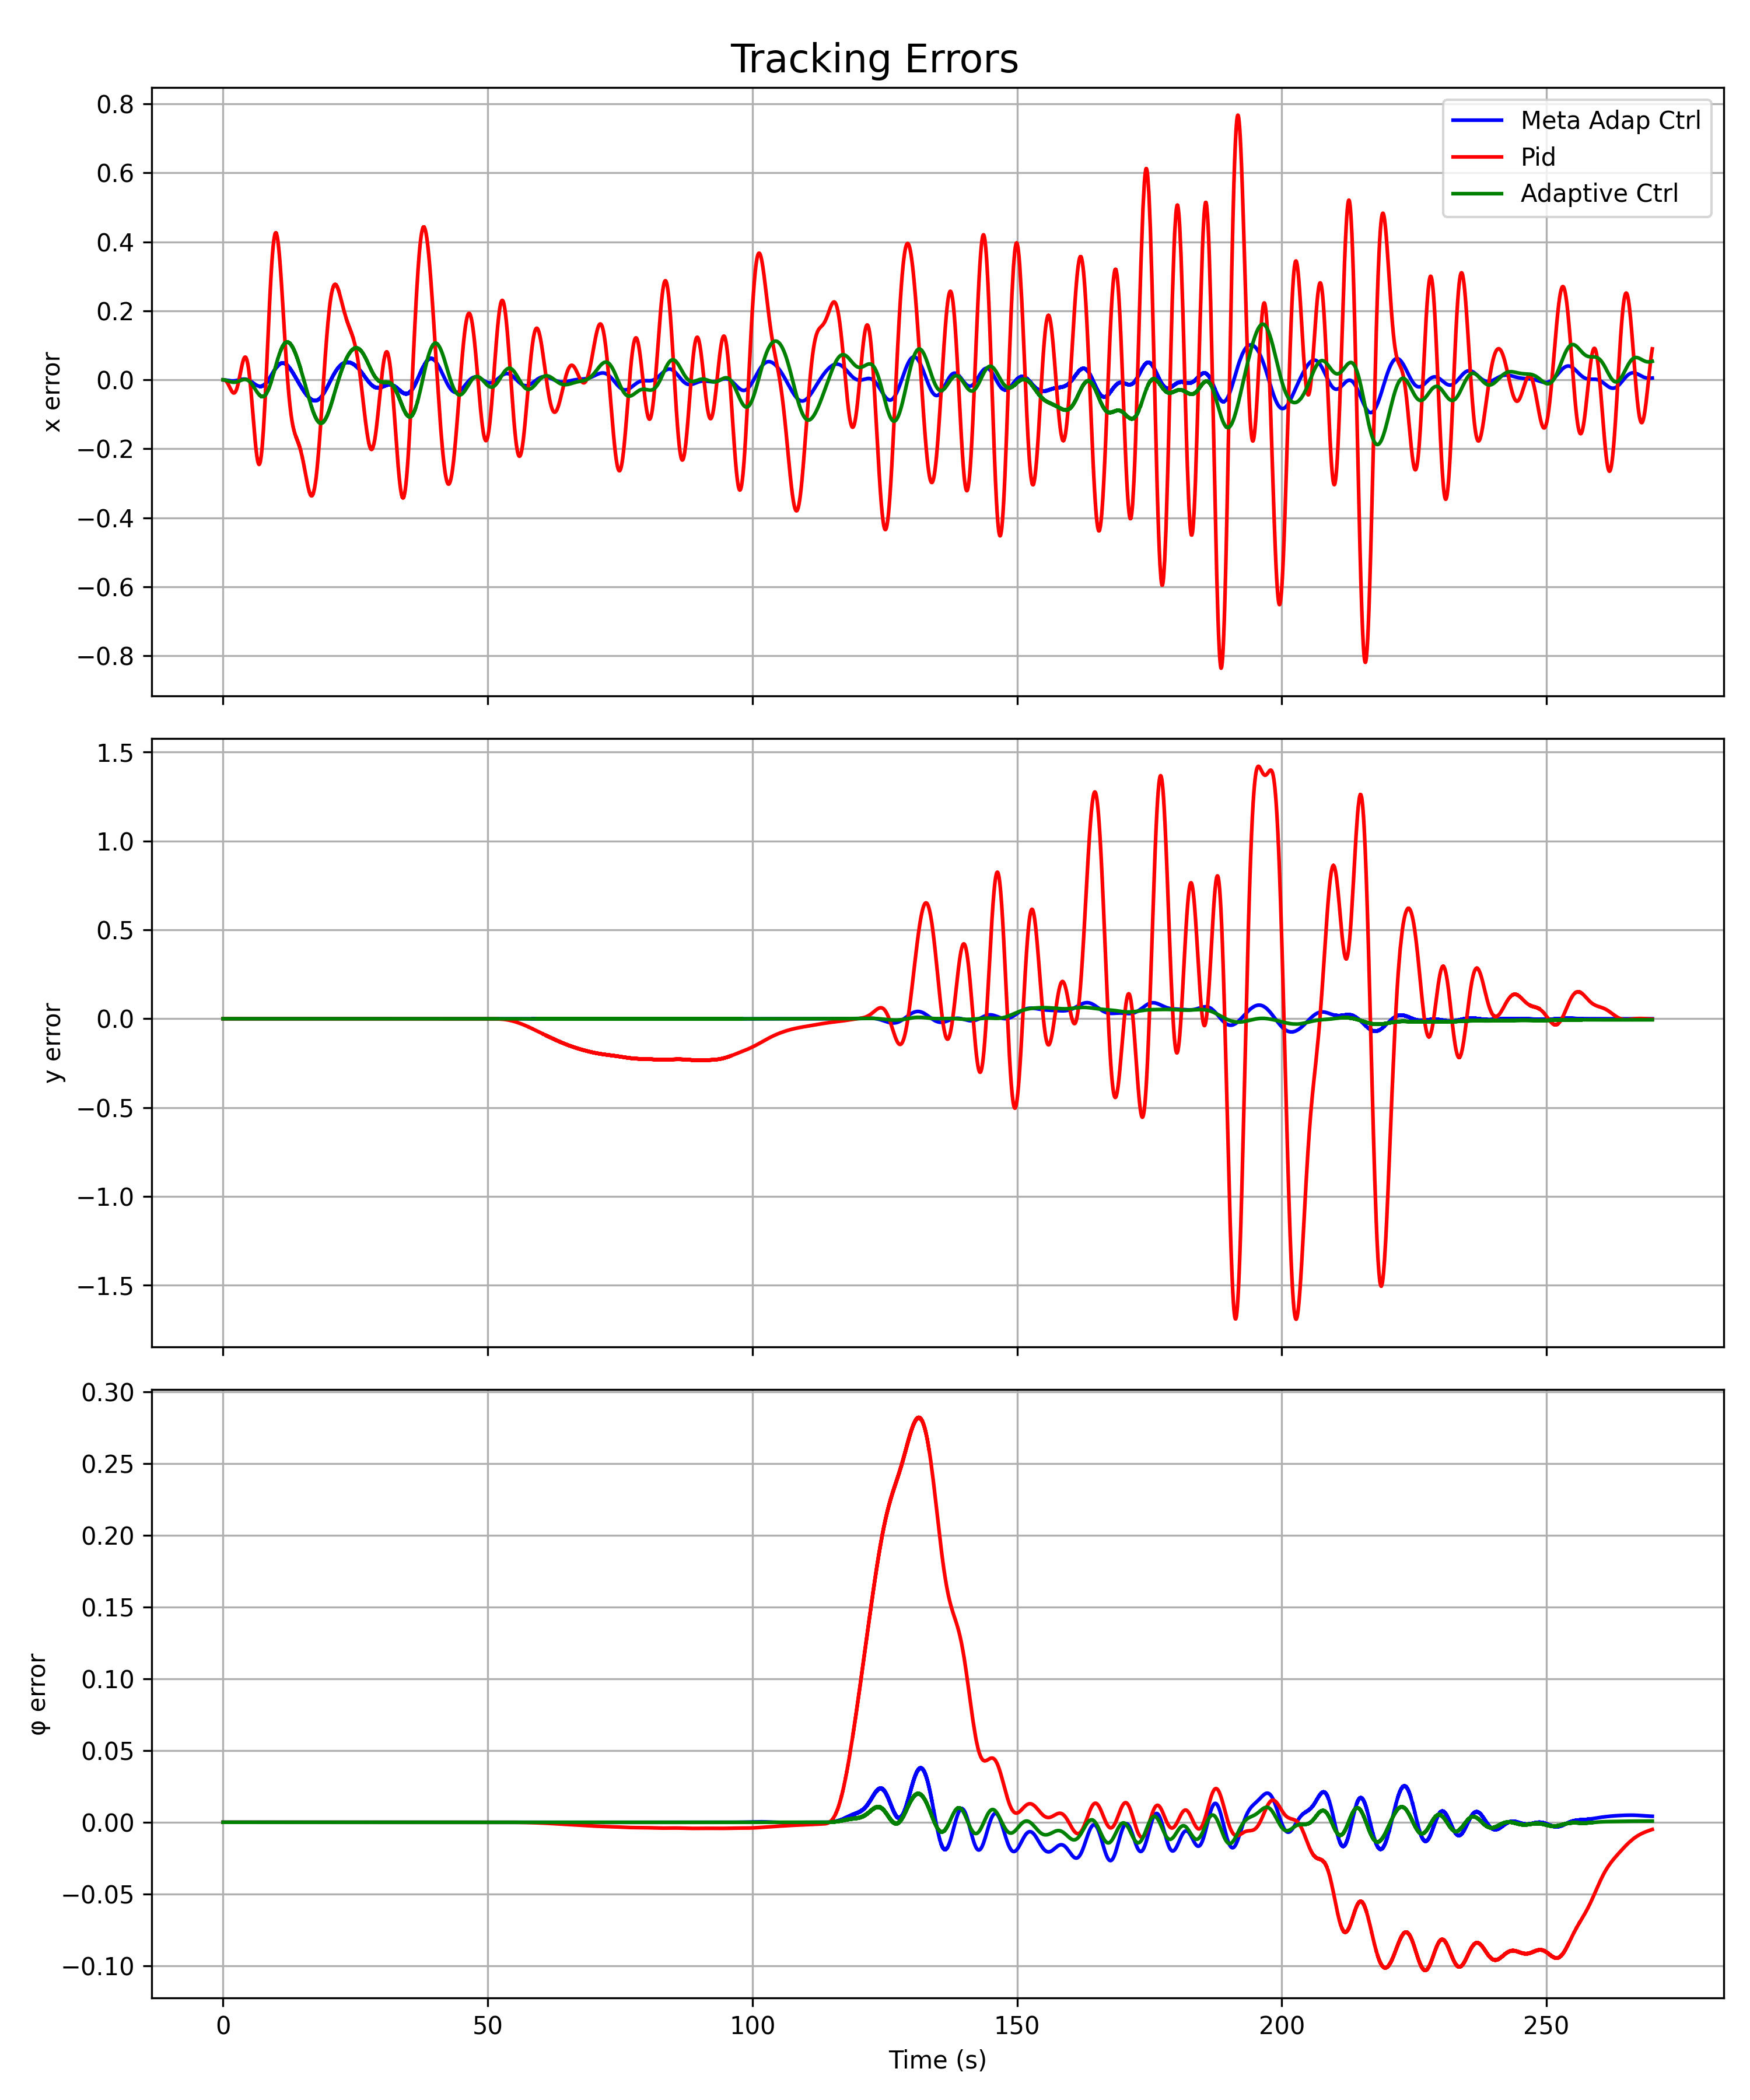 Tracking Errors
0.8
0.6
0.4
0.2
0.0
−0.2
−0.4
−0.6
−0.8
x error
Meta Adap Ctrl
Pid
Adaptive Ctrl
1.5
1.0
0.5
0.0
−0.5
−1.0
−1.5
y error
0.30
0.25
0.20
0.15
0.10
0.05
0.00
−0.05
−0.10
φ error
0 50 100 150 200 250
Time (s)